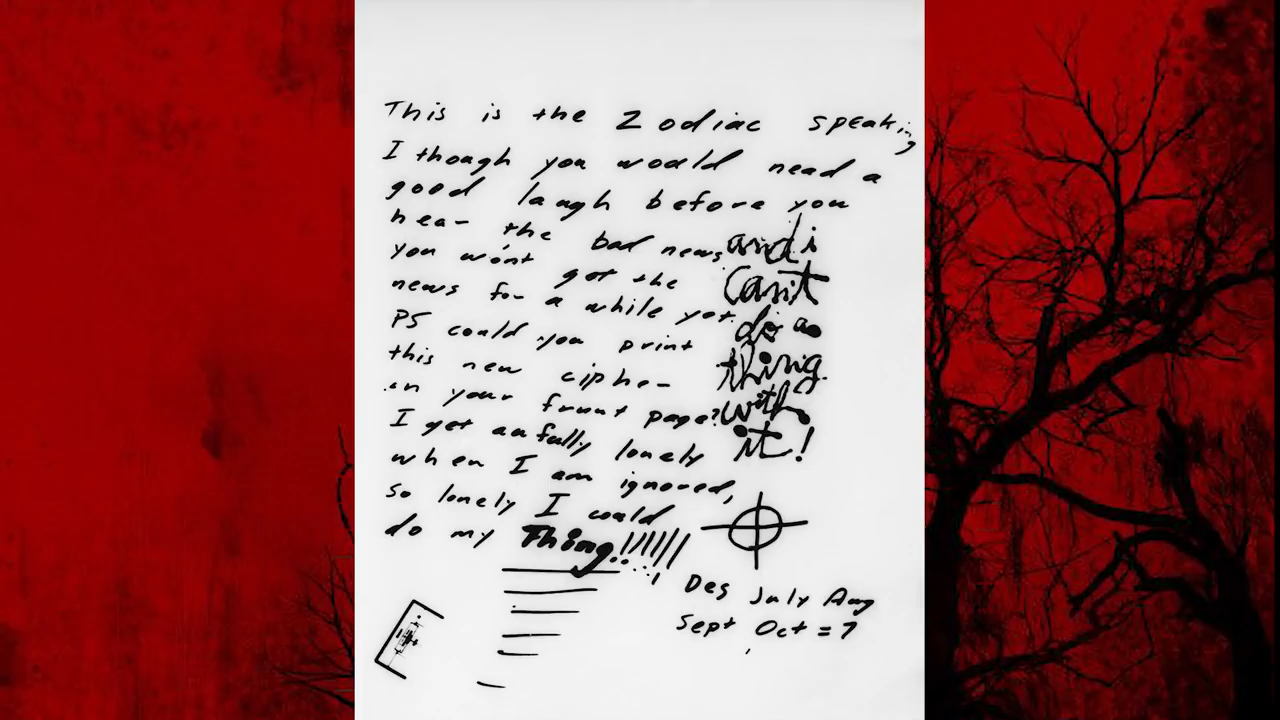 This is the Zodiac speaking
I though you would nead a
good laugh before you
hear the bad news
you won't get the
news for a while yet.
PS could you print
this new cipher
on your frunt page?
I get awfully lonely
when I am ignored,
so lonely I could
do my Thing!!!!!!
and i
can't
do a
thing
with
it!
Des July Aug
Sept Oct = 7